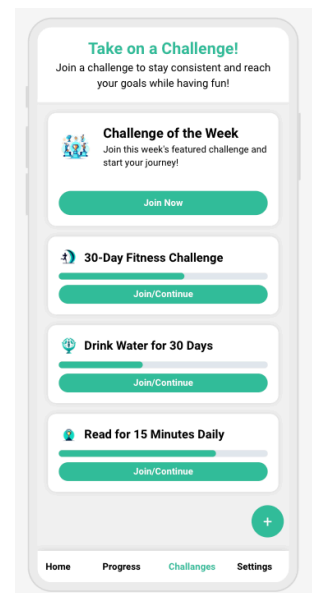 Take on a Challenge!
Join a challenge to stay consistent and reach
your goals while having fun!
Challenge of the Week
Join this week's featured challenge and
start your journey!
Join Now
30-Day Fitness Challenge
Join/Continue
Drink Water for 30 Days
Join/Continue
Read for 15 Minutes Daily
Join/Continue
+
Home Progress Challanges Settings